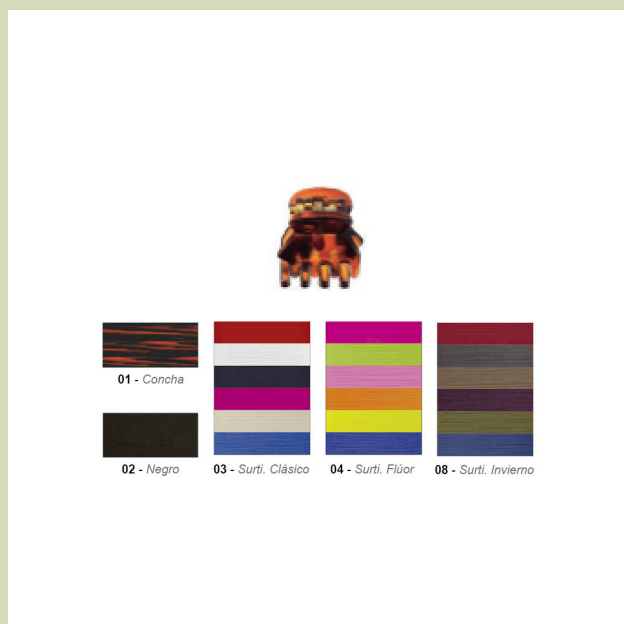 01 - Concha
02 - Negro
03 - Surti. Clásico
04 - Surti. Flúor
08 - Surti. Invierno